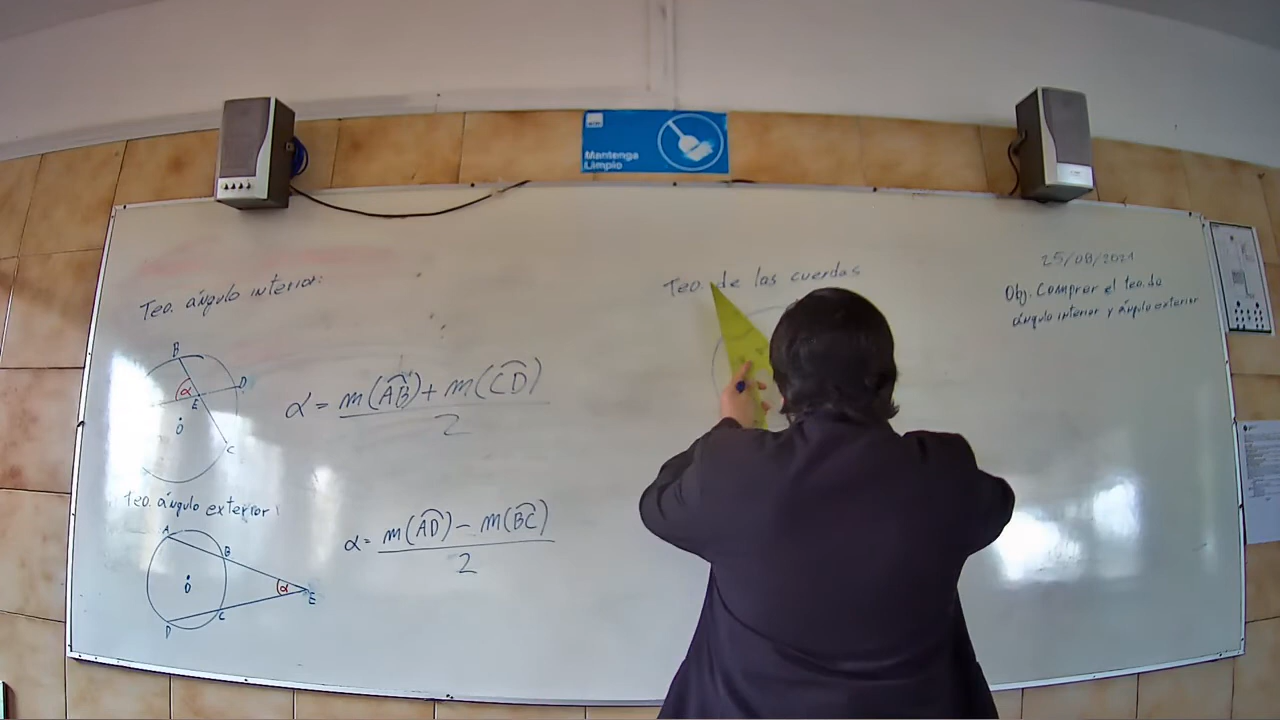 Mantenga
Limpio
Teo. ángulo interior:
B
α
D
E
O
C
α = m(AB) + m(CD)
2
Teo. ángulo exterior:
A
B
O
α
E
C
D
α = m(AD) - m(BC)
2
Teo. de las cuerdas
25/08/2021
Obj. Comprer el teo. de
ángulo interior y ángulo exterior